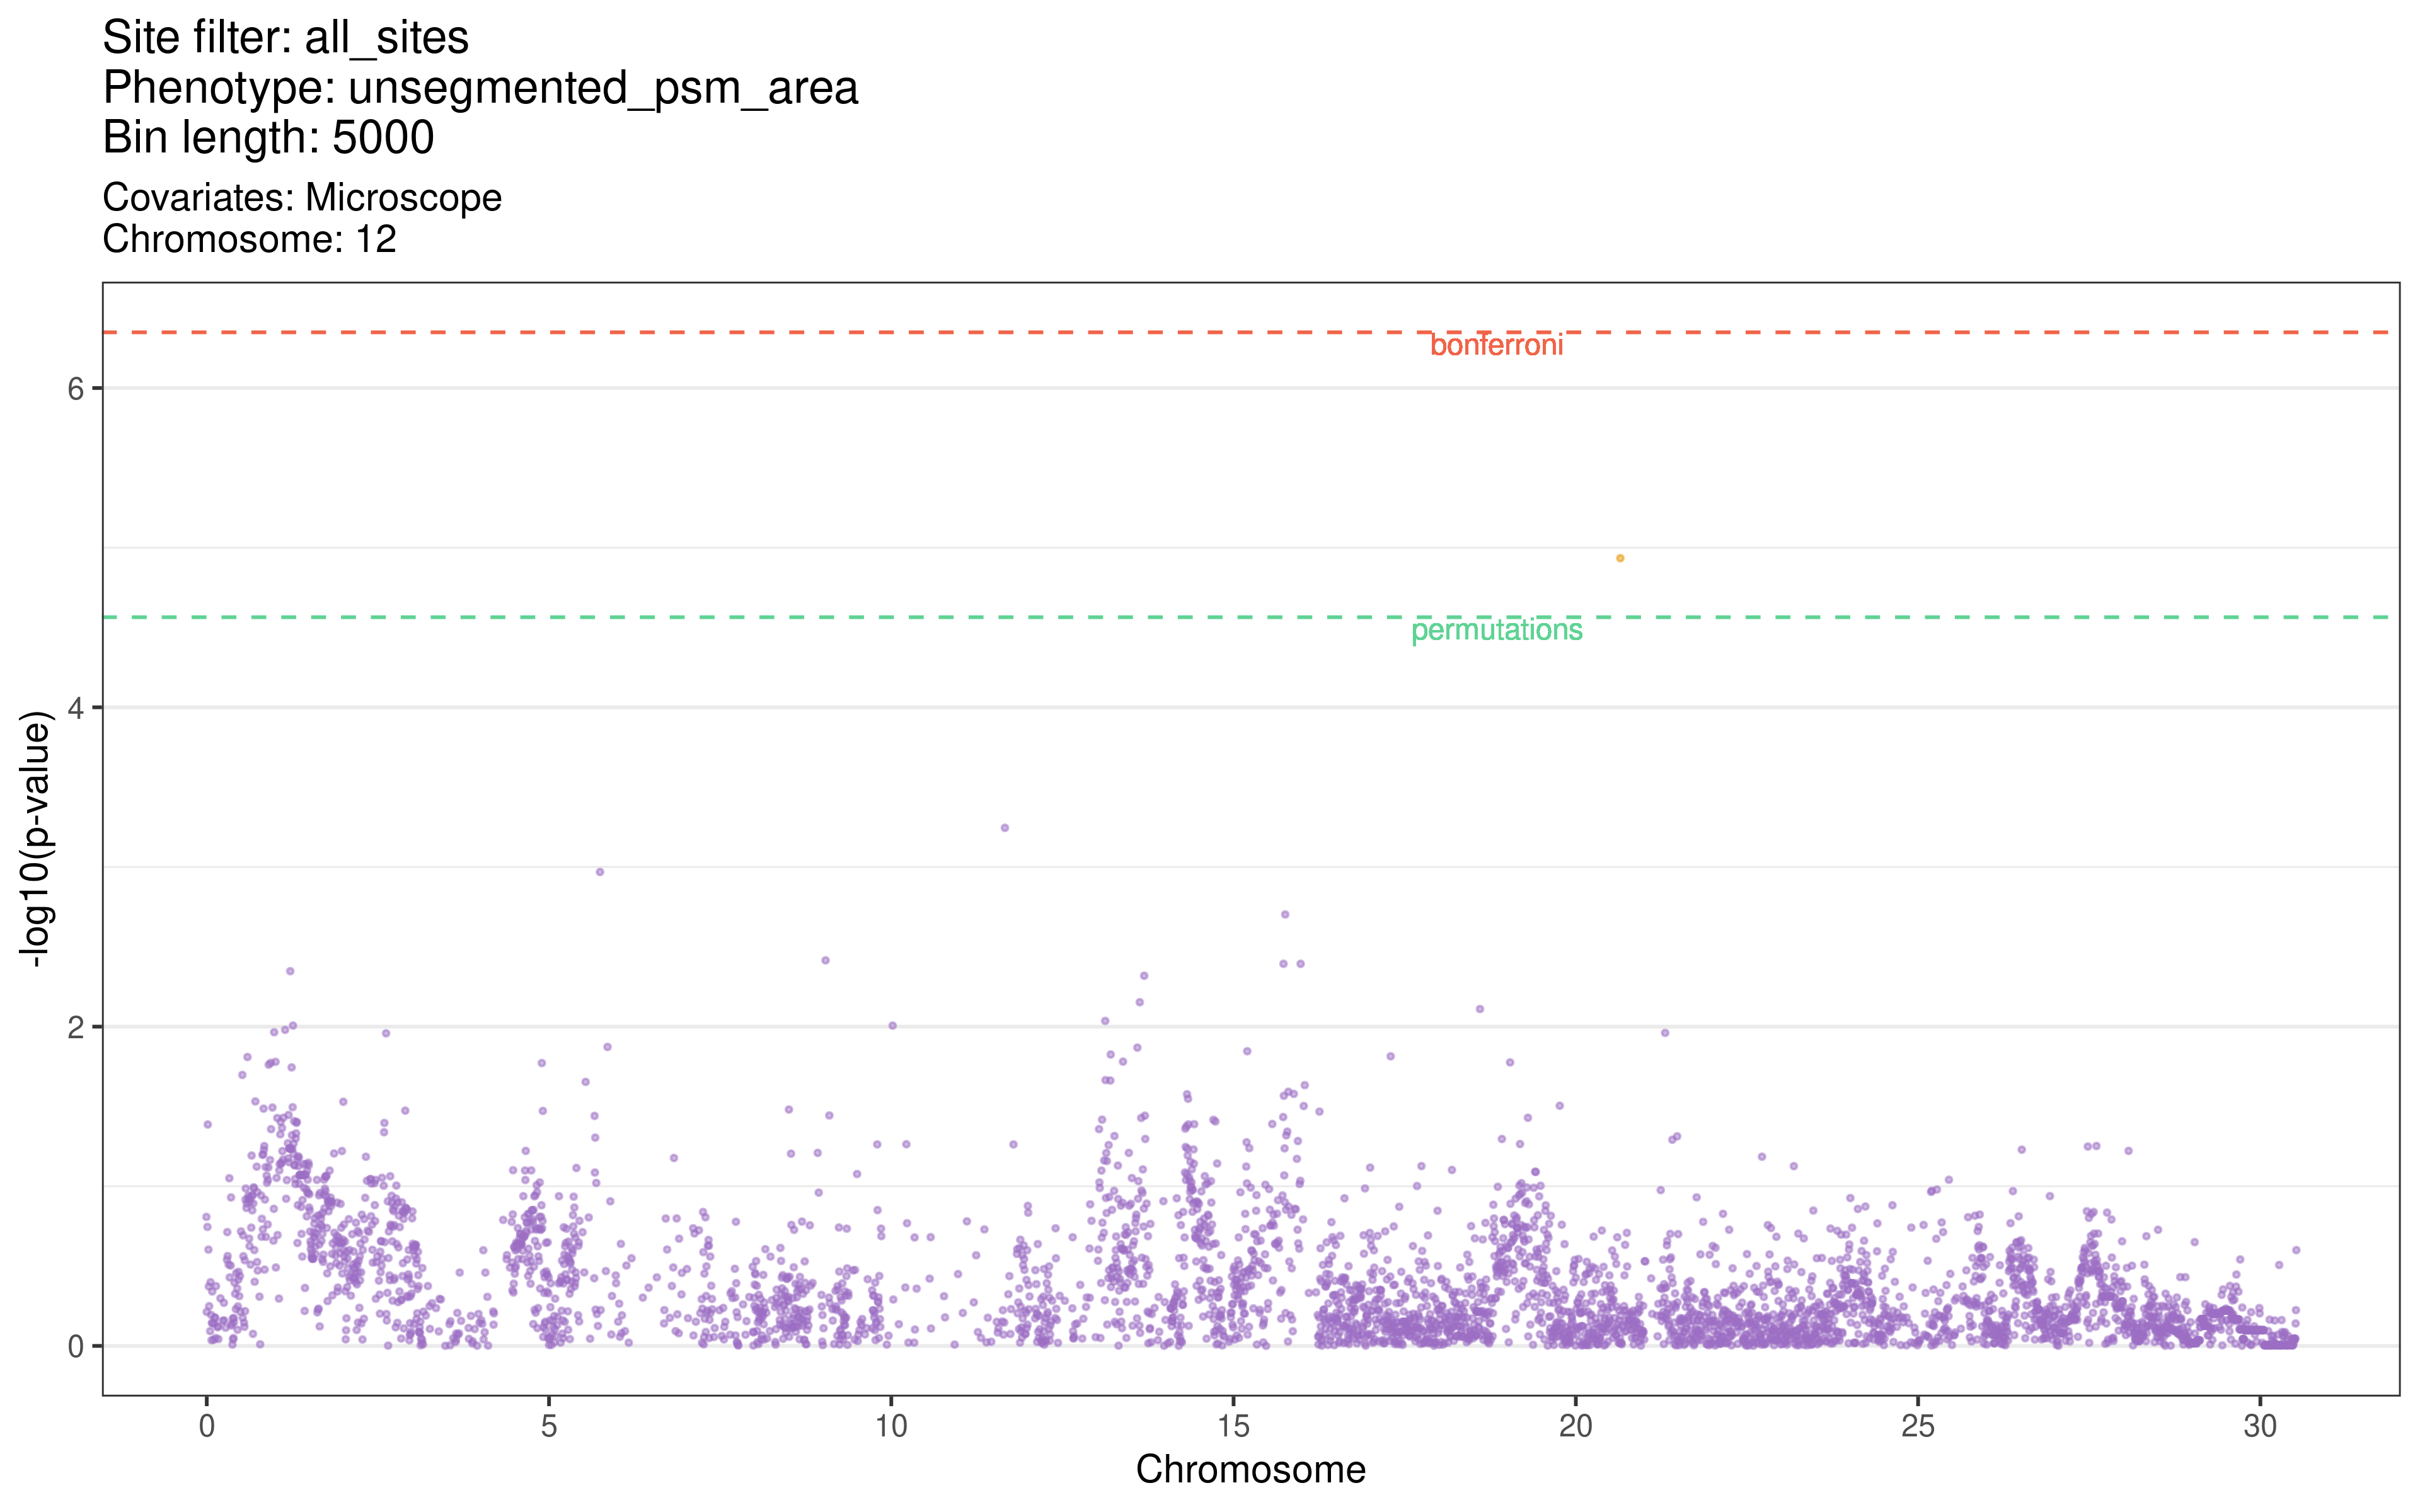 Site filter: all_sites
Phenotype: unsegmented_psm_area
Bin length: 5000
Covariates: Microscope
Chromosome: 12
bonferroni
6
permutations
4
2
0
-log10(p-value)
0 5 10 15 20 25 30
Chromosome